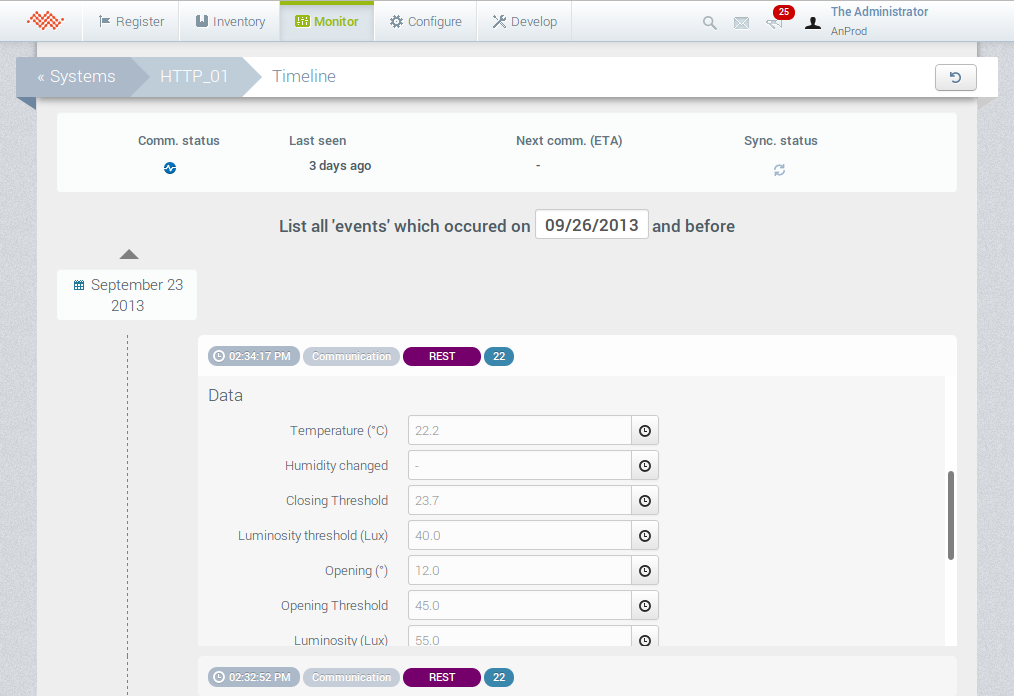 Register Inventory Monitor Configure Develop 25 The Administrator
AnProd
« Systems HTTP_01 Timeline
Comm. status Last seen Next comm. (ETA) Sync. status
3 days ago -
List all 'events' which occured on 09/26/2013 and before
September 23
2013
02:34:17 PM Communication REST 22
Data
Temperature (°C) 22.2
Humidity changed -
Closing Threshold 23.7
Luminosity threshold (Lux) 40.0
Opening (°) 12.0
Opening Threshold 45.0
Luminosity (Lux) 55.0
02:32:52 PM Communication REST 22